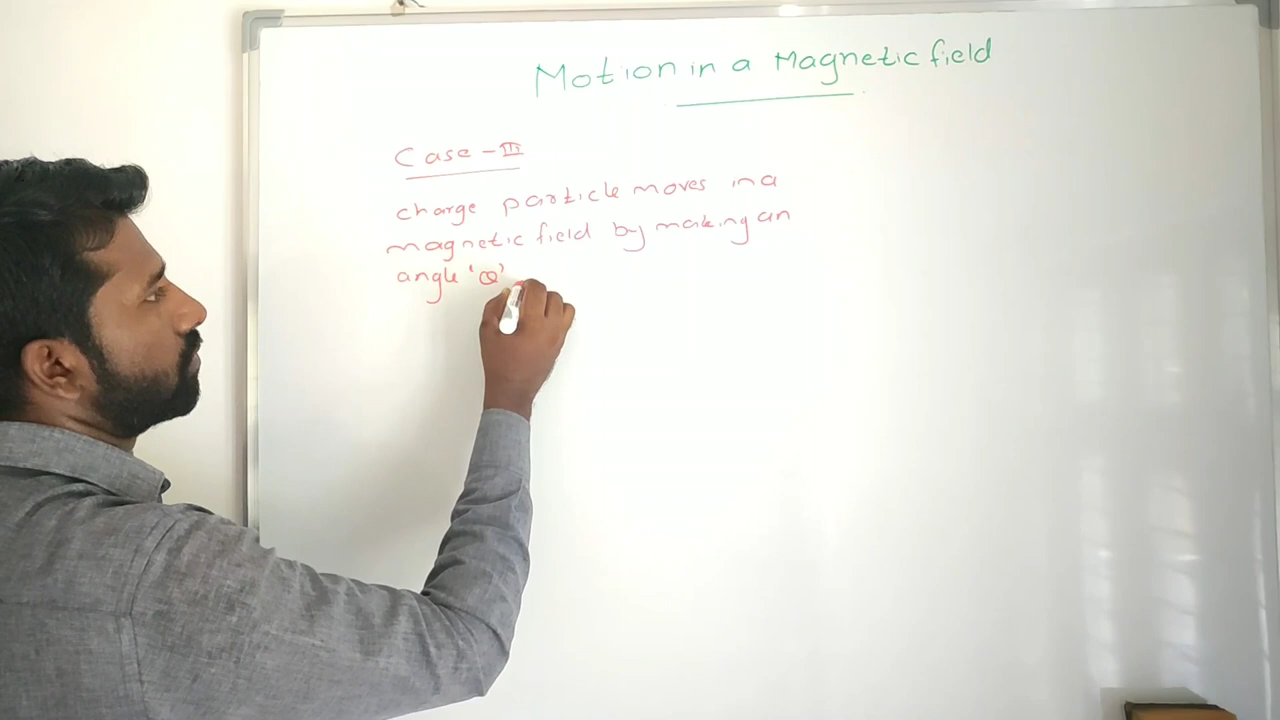 Motion in a Magnetic field
Case - III
charge particle moves in a
magnetic field by making an
angle 'θ'